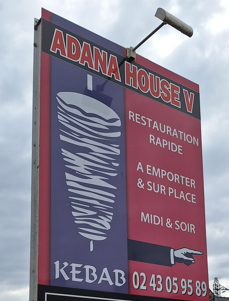 ADANA HOUSE V
RESTAURATION
RAPIDE
A EMPORTER
& SUR PLACE
MIDI & SOIR
KEBAB
02 43 05 95 89